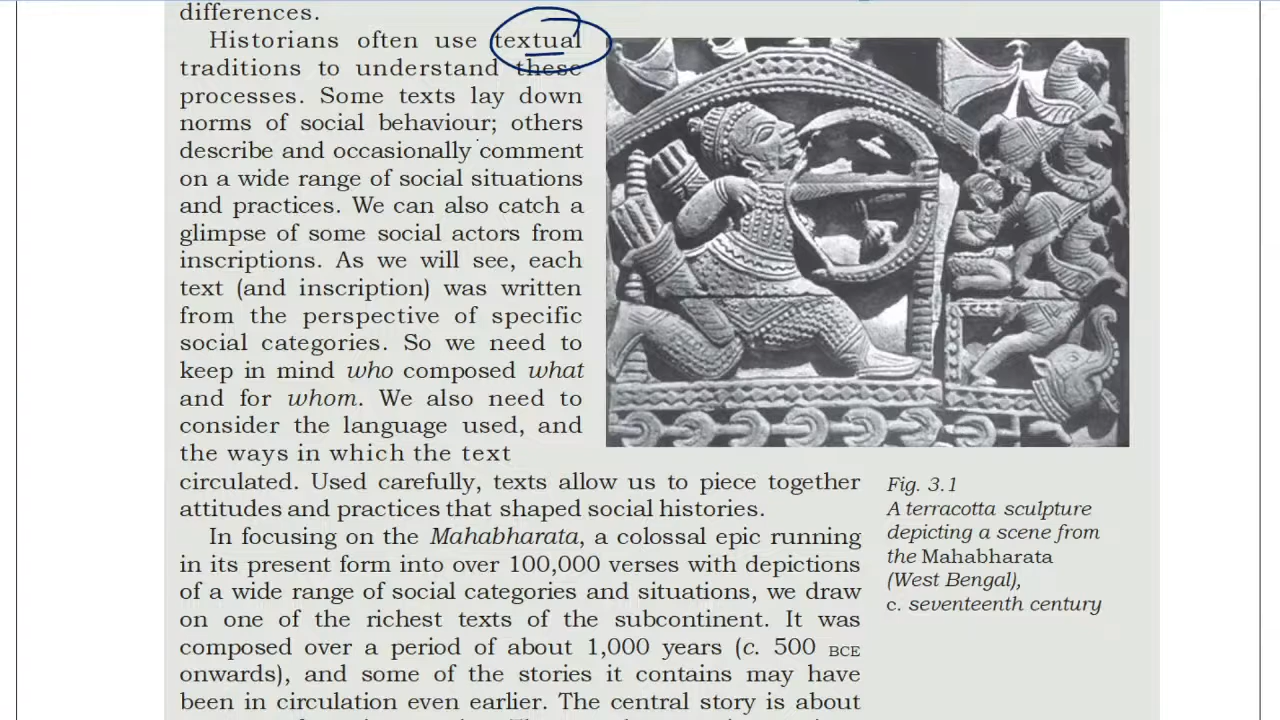 differences.
Historians often use textual
traditions to understand these
processes. Some texts lay down
norms of social behaviour; others
describe and occasionally comment
on a wide range of social situations
and practices. We can also catch a
glimpse of some social actors from
inscriptions. As we will see, each
text (and inscription) was written
from the perspective of specific
social categories. So we need to
keep in mind who composed what
and for whom. We also need to
consider the language used, and
the ways in which the text
circulated. Used carefully, texts allow us to piece together
attitudes and practices that shaped social histories.
In focusing on the Mahabharata, a colossal epic running
in its present form into over 100,000 verses with depictions
of a wide range of social categories and situations, we draw
on one of the richest texts of the subcontinent. It was
composed over a period of about 1,000 years (c. 500 BCE
onwards), and some of the stories it contains may have
been in circulation even earlier. The central story is about
Fig. 3.1
A terracotta sculpture
depicting a scene from
the Mahabharata
(West Bengal),
c. seventeenth century